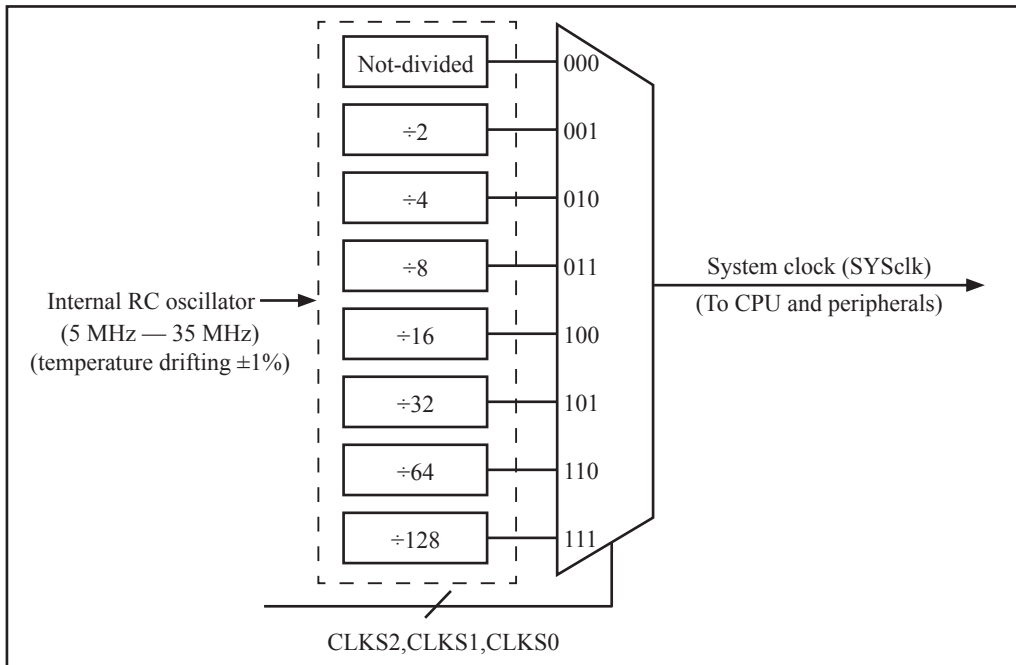 Not-divided
000
÷2
001
÷4
010
÷8
011
÷16
100
÷32
101
÷64
110
÷128
111
Internal RC oscillator
(5 MHz — 35 MHz)
(temperature drifting ±1%)
System clock (SYSclk)
(To CPU and peripherals)
CLKS2,CLKS1,CLKS0